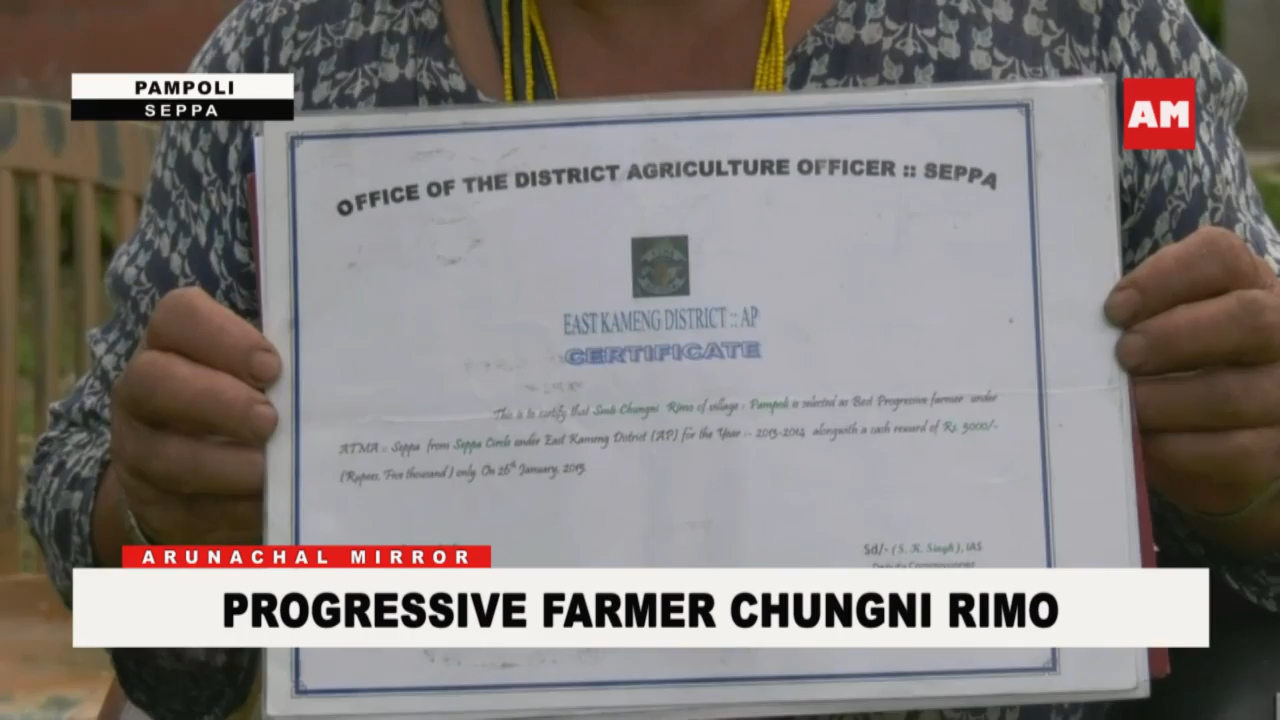 PAMPOLI
SEPPA
AM
OFFICE OF THE DISTRICT AGRICULTURE OFFICER :: SEPPA
EAST KAMENG DISTRICT :: AP
CERTIFICATE
This is to certify that Smti Chungni Rimo of village : Pampoli is selected as Best Progressive farmer under
ATMA :: Seppa from Seppa Circle under East Kameng District (AP) for the Year :- 2013-2014 alongwith a cash reward of Rs. 5000/-
(Rupees, Five thousand) only. On 26th January, 2015
Sd/- (S. K. Singh), IAS
Deputy Commissioner
ARUNACHAL MIRROR
PROGRESSIVE FARMER CHUNGNI RIMO